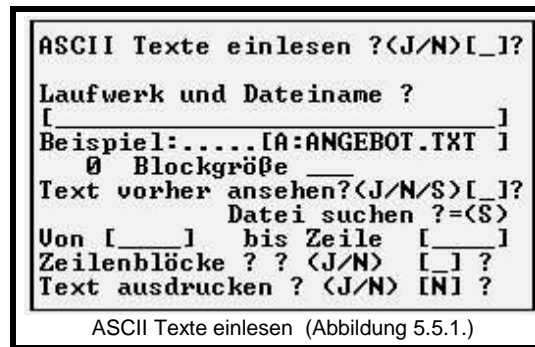 ASCII Texte einlesen ?(J/N)[_]?
Laufwerk und Dateiname ?
[______________________________]
Beispiel:.....[A:ANGEBOT.TXT ]
0 Blockgröße ___
Text vorher ansehen?(J/N/S)[_]?
Datei suchen ?=(S)
Von [____] bis Zeile [____]
Zeilenblöcke ? ? (J/N) [_] ?
Text ausdrucken ? (J/N) [N] ?
ASCII Texte einlesen (Abbildung 5.5.1.)